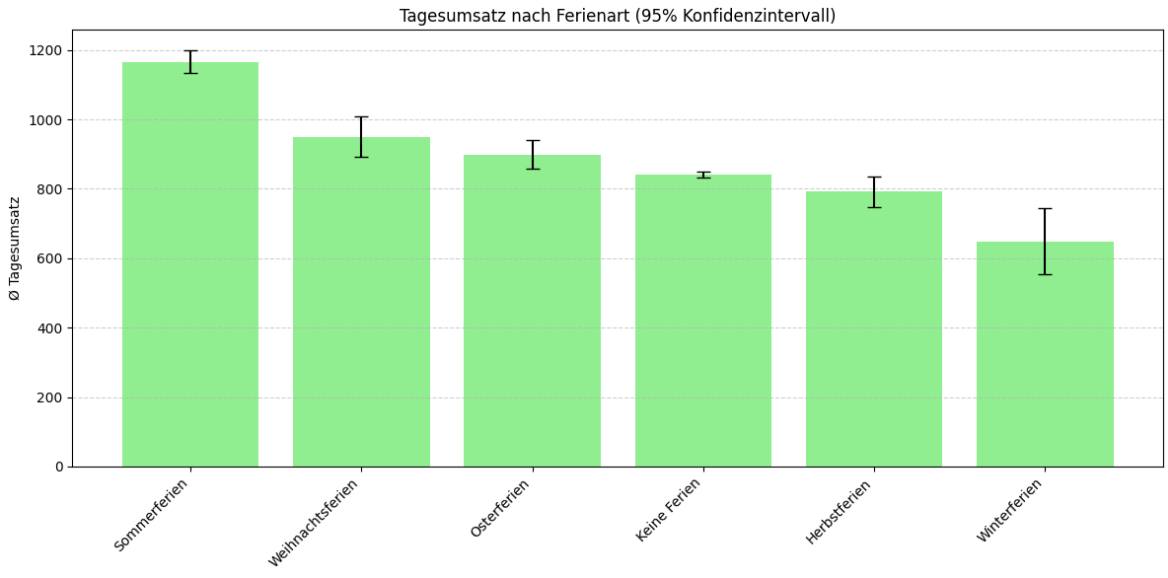 Tagesumsatz nach Ferienart (95% Konfidenzintervall)
Ø Tagesumsatz
1200
1000
800
600
400
200
0
Sommerferien
Weihnachtsferien
Osterferien
Keine Ferien
Herbstferien
Winterferien